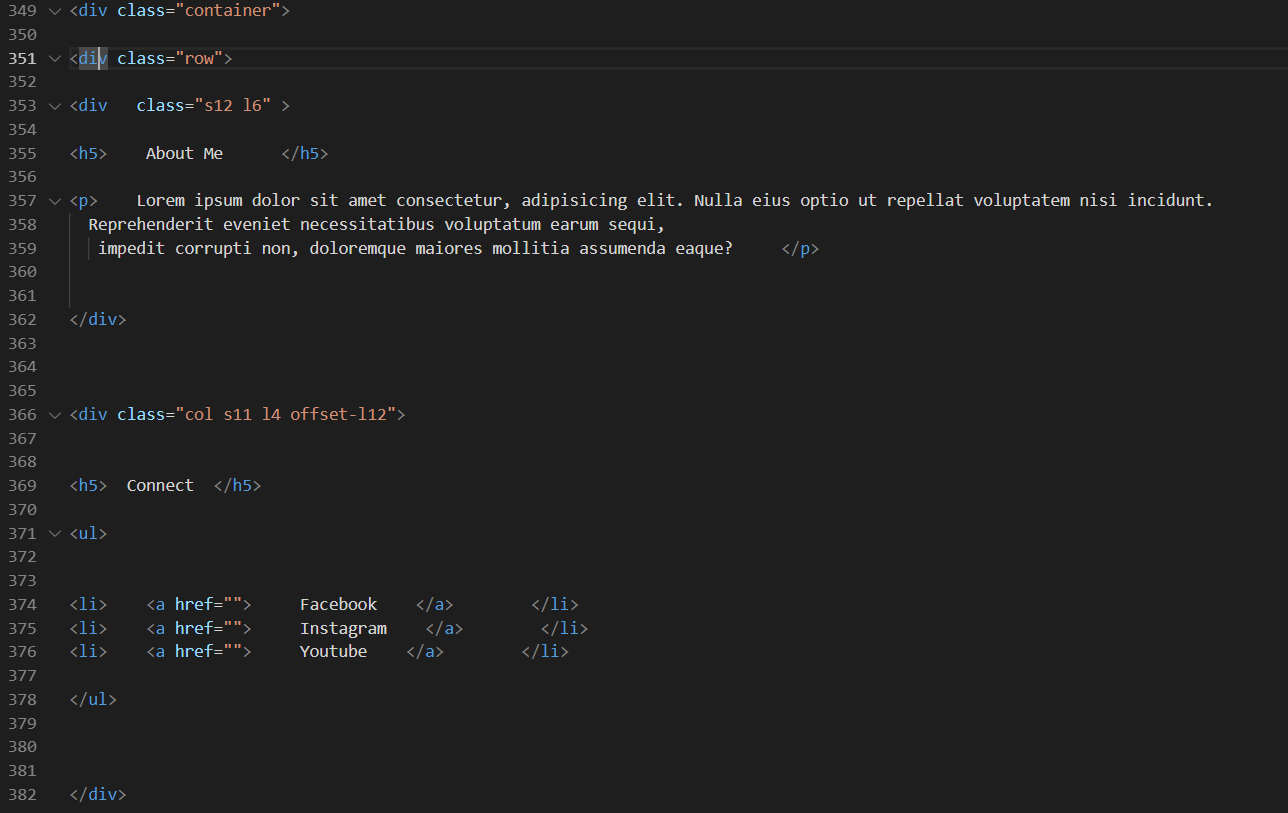 349 <div class="container">
350
351 <div class="row">
352
353 <div   class="s12 l6" >
354
355 <h5>    About Me      </h5>
356
357 <p>    Lorem ipsum dolor sit amet consectetur, adipisicing elit. Nulla eius optio ut repellat voluptatem nisi incidunt.
358   Reprehenderit eveniet necessitatibus voluptatum earum sequi,
359    impedit corrupti non, doloremque maiores mollitia assumenda eaque?     </p>
360
361
362 </div>
363
364
365
366 <div class="col s11 l4 offset-l12">
367
368
369 <h5>  Connect  </h5>
370
371 <ul>
372
373
374 <li>    <a href="">     Facebook    </a>        </li>
375 <li>    <a href="">     Instagram    </a>        </li>
376 <li>    <a href="">     Youtube    </a>        </li>
377
378 </ul>
379
380
381
382 </div>